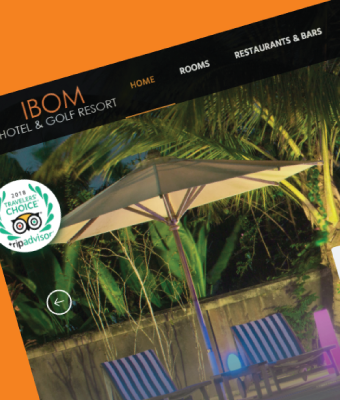 IBOM
HOTEL & GOLF RESORT
HOME
ROOMS
RESTAURANTS & BARS
2018
TRAVELERS'
CHOICE
tripadvisor